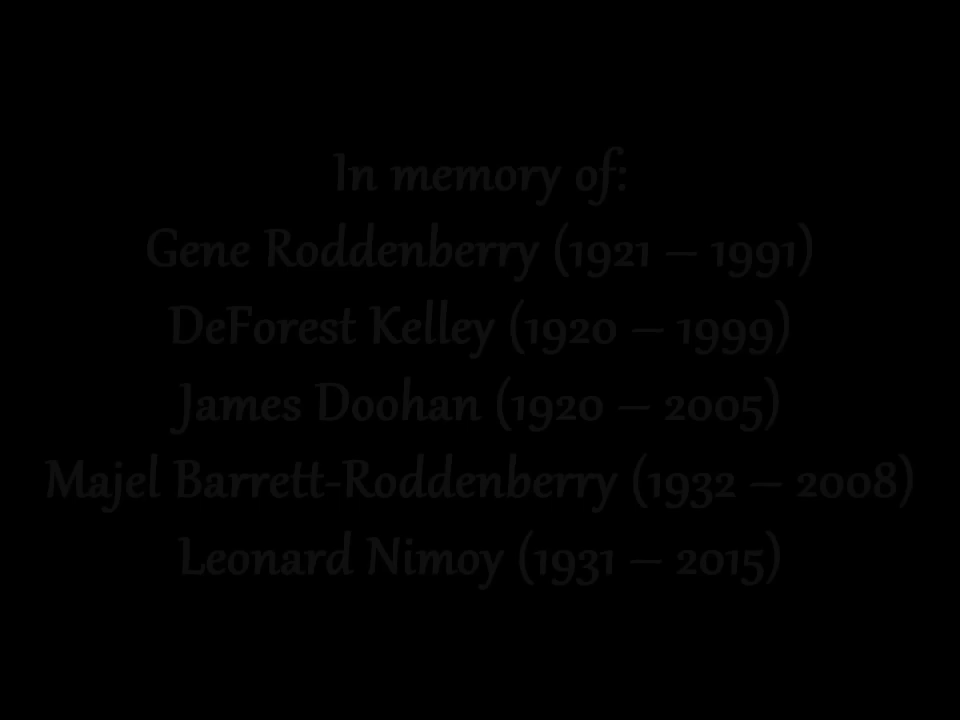 In memory of:
Gene Roddenberry (1921 – 1991)
DeForest Kelley (1920 – 1999)
James Doohan (1920 – 2005)
Majel Barrett-Roddenberry (1932 – 2008)
Leonard Nimoy (1931 – 2015)